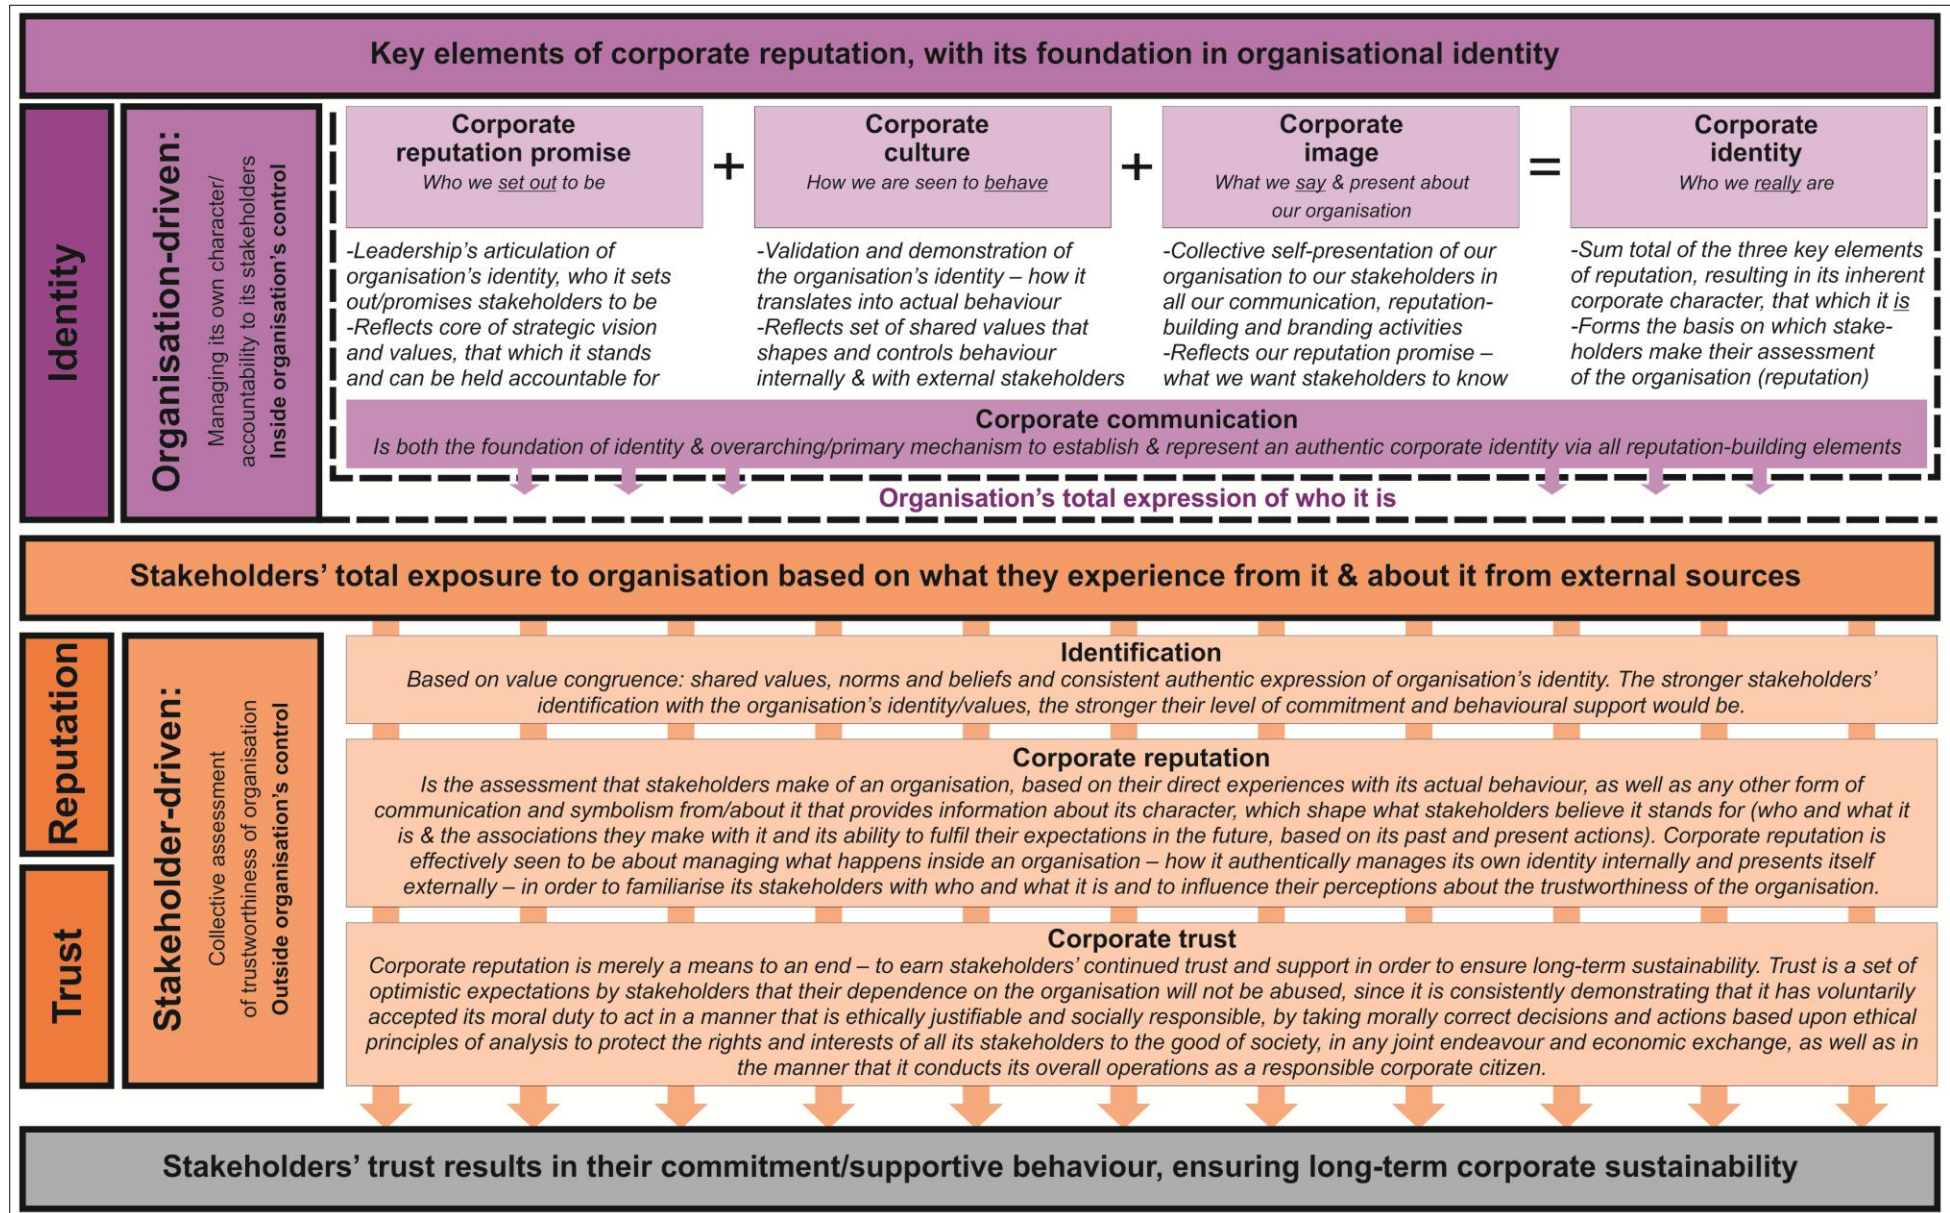 Key elements of corporate reputation, with its foundation in organisational identity
Identity
Organisation-driven:
Managing its own character/
accountability to its stakeholders
Inside organisation's control
Corporate
reputation promise
Who we set out to be
-Leadership's articulation of
organisation's identity, who it sets
out/promises stakeholders to be
-Reflects core of strategic vision
and values, that which it stands
and can be held accountable for
+
Corporate
culture
How we are seen to behave
-Validation and demonstration of
the organisation's identity – how it
translates into actual behaviour
-Reflects set of shared values that
shapes and controls behaviour
internally & with external stakeholders
+
Corporate
image
What we say & present about
our organisation
-Collective self-presentation of our
organisation to our stakeholders in
all our communication, reputation-
building and branding activities
-Reflects our reputation promise –
what we want stakeholders to know
=
Corporate
identity
Who we really are
-Sum total of the three key elements
of reputation, resulting in its inherent
corporate character, that which it is
-Forms the basis on which stake-
holders make their assessment
of the organisation (reputation)
Corporate communication
Is both the foundation of identity & overarching/primary mechanism to establish & represent an authentic corporate identity via all reputation-building elements
Organisation's total expression of who it is
Stakeholders' total exposure to organisation based on what they experience from it & about it from external sources
Reputation
Trust
Stakeholder-driven:
Collective assessment
of trustworthiness of organisation
Outside organisation's control
Identification
Based on value congruence: shared values, norms and beliefs and consistent authentic expression of organisation's identity. The stronger stakeholders'
identification with the organisation's identity/values, the stronger their level of commitment and behavioural support would be.
Corporate reputation
Is the assessment that stakeholders make of an organisation, based on their direct experiences with its actual behaviour, as well as any other form of
communication and symbolism from/about it that provides information about its character, which shape what stakeholders believe it stands for (who and what it
is & the associations they make with it and its ability to fulfil their expectations in the future, based on its past and present actions). Corporate reputation is
effectively seen to be about managing what happens inside an organisation – how it authentically manages its own identity internally and presents itself
externally – in order to familiarise its stakeholders with who and what it is and to influence their perceptions about the trustworthiness of the organisation.
Corporate trust
Corporate reputation is merely a means to an end – to earn stakeholders' continued trust and support in order to ensure long-term sustainability. Trust is a set of
optimistic expectations by stakeholders that their dependence on the organisation will not be abused, since it is consistently demonstrating that it has voluntarily
accepted its moral duty to act in a manner that is ethically justifiable and socially responsible, by taking morally correct decisions and actions based upon ethical
principles of analysis to protect the rights and interests of all its stakeholders to the good of society, in any joint endeavour and economic exchange, as well as in
the manner that it conducts its overall operations as a responsible corporate citizen.
Stakeholders' trust results in their commitment/supportive behaviour, ensuring long-term corporate sustainability